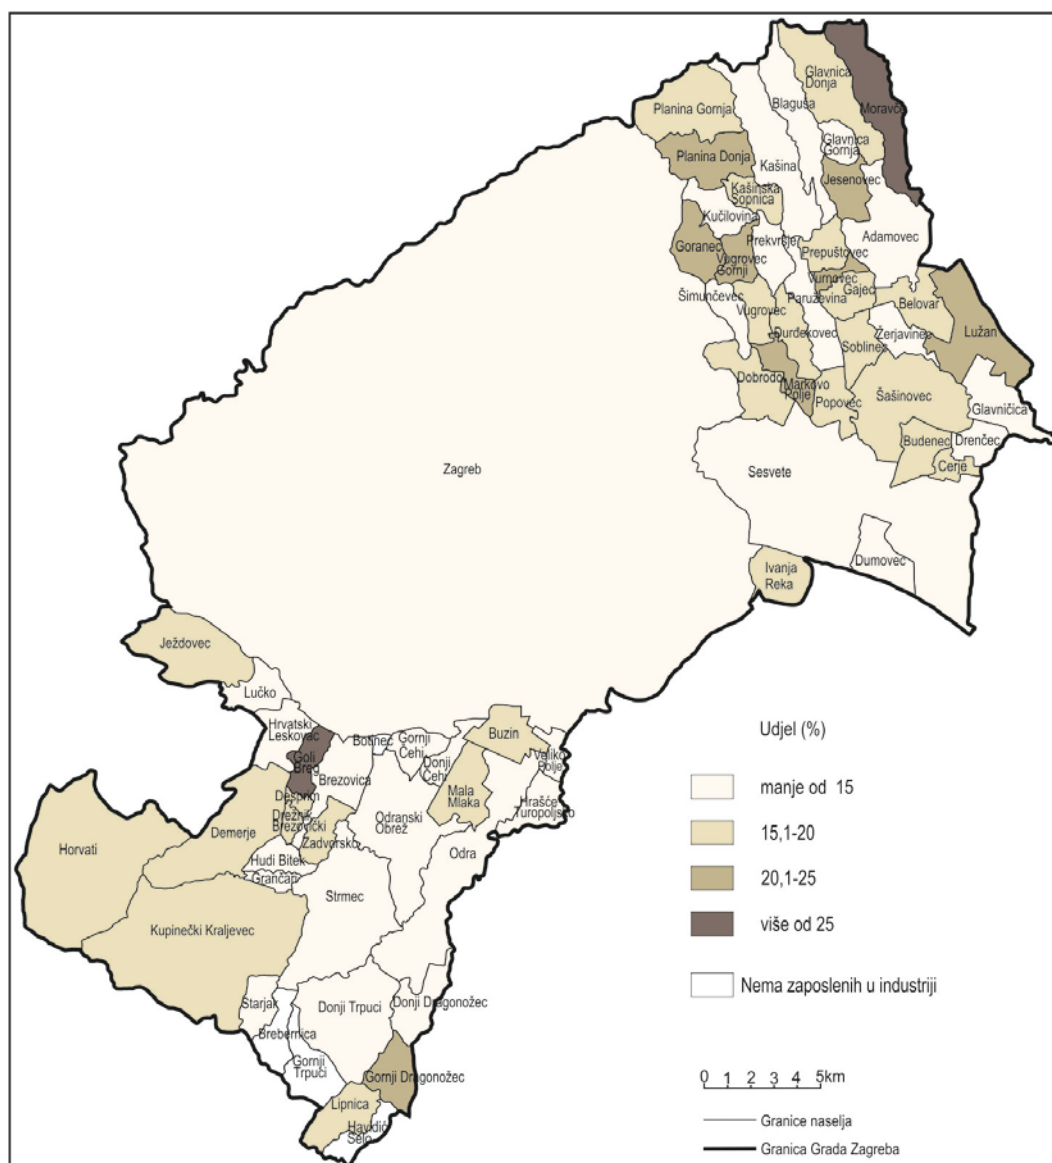 Glavnica
Donja
Moravče
Blaguša
Planina Gornja
Glavnica
Gornja
Planina Donja
Kašina
Jesenovec
Kašinska
Sopnica
Kučilovina
Adamovec
Goranec
Prekvršje
Vugrovec
Gornji
Prepuštovec
Vurnovec
Gajec
Šimunčevec
Paruževina
Belovar
Vugrovec
Đurđekovec
Žerjavinec
Lužan
Soblinec
Dobrodol
Markovo
Polje
Popovec
Šašinovec
Glavničica
Budenec
Drenčec
Cerje
Zagreb
Sesvete
Dumovec
Ivanja
Reka
Ježdovec
Lučko
Hrvatski
Leskovac
Goli
Breg
Brezovica
Botinec
Gornji
Čehi
Donji
Čehi
Buzin
Veliko
Polje
Mala
Mlaka
Hrašće
Turopoljsko
Desprim
Drežnik
Brezovički
Demerje
Zadvorsko
Odranski
Obrež
Odra
Horvati
Hudi Bitek
Grančari
Strmec
Kupinečki Kraljevec
Starjak
Donji Trpuci
Donji Dragonožec
Brebernica
Gornji
Trpuči
Gornji Dragonožec
Lipnica
Havidić
Selo
Udjel (%)
manje od 15
15,1-20
20,1-25
više od 25
Nema zaposlenih u industriji
0 1 2 3 4 5km
Granice naselja
Granica Grada Zagreba